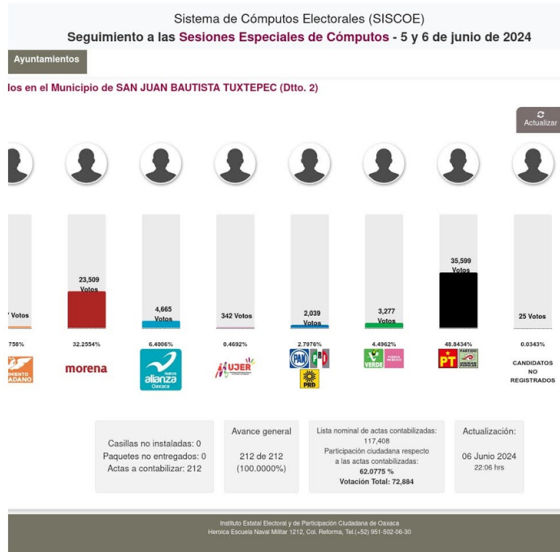 Sistema de Cómputos Electorales (SISCOE)
Seguimiento a las Sesiones Especiales de Cómputos - 5 y 6 de junio de 2024
Ayuntamientos
los en el Municipio de SAN JUAN BAUTISTA TUXTEPEC (Dtto. 2)
Actualizar
Votos
23,509 Votos
4,665 Votos
342 Votos
2,039 Votos
3,277 Votos
35,599 Votos
25 Votos
758%
32.2554%
6.4006%
0.4692%
2.7976%
4.4962%
48.8434%
0.0343%
MIENTO
ADANO
morena
nueva alianza Oaxaca
MUJER
PAN
PRD
VERDE
PT
CANDIDATOS
NO
REGISTRADOS
Casillas no instaladas: 0
Paquetes no entregados: 0
Actas a contabilizar: 212
Avance general
212 de 212
(100.0000%)
Lista nominal de actas contabilizadas:
117,408
Participación ciudadana respecto
a las actas contabilizadas:
62.0775 %
Votación Total: 72,884
Actualización:
06 Junio 2024
22:06 hrs
Instituto Estatal Electoral y de Participación Ciudadana de Oaxaca
Heroica Escuela Naval Militar 1212, Col. Reforma, Tel.(+52) 951-502-06-30